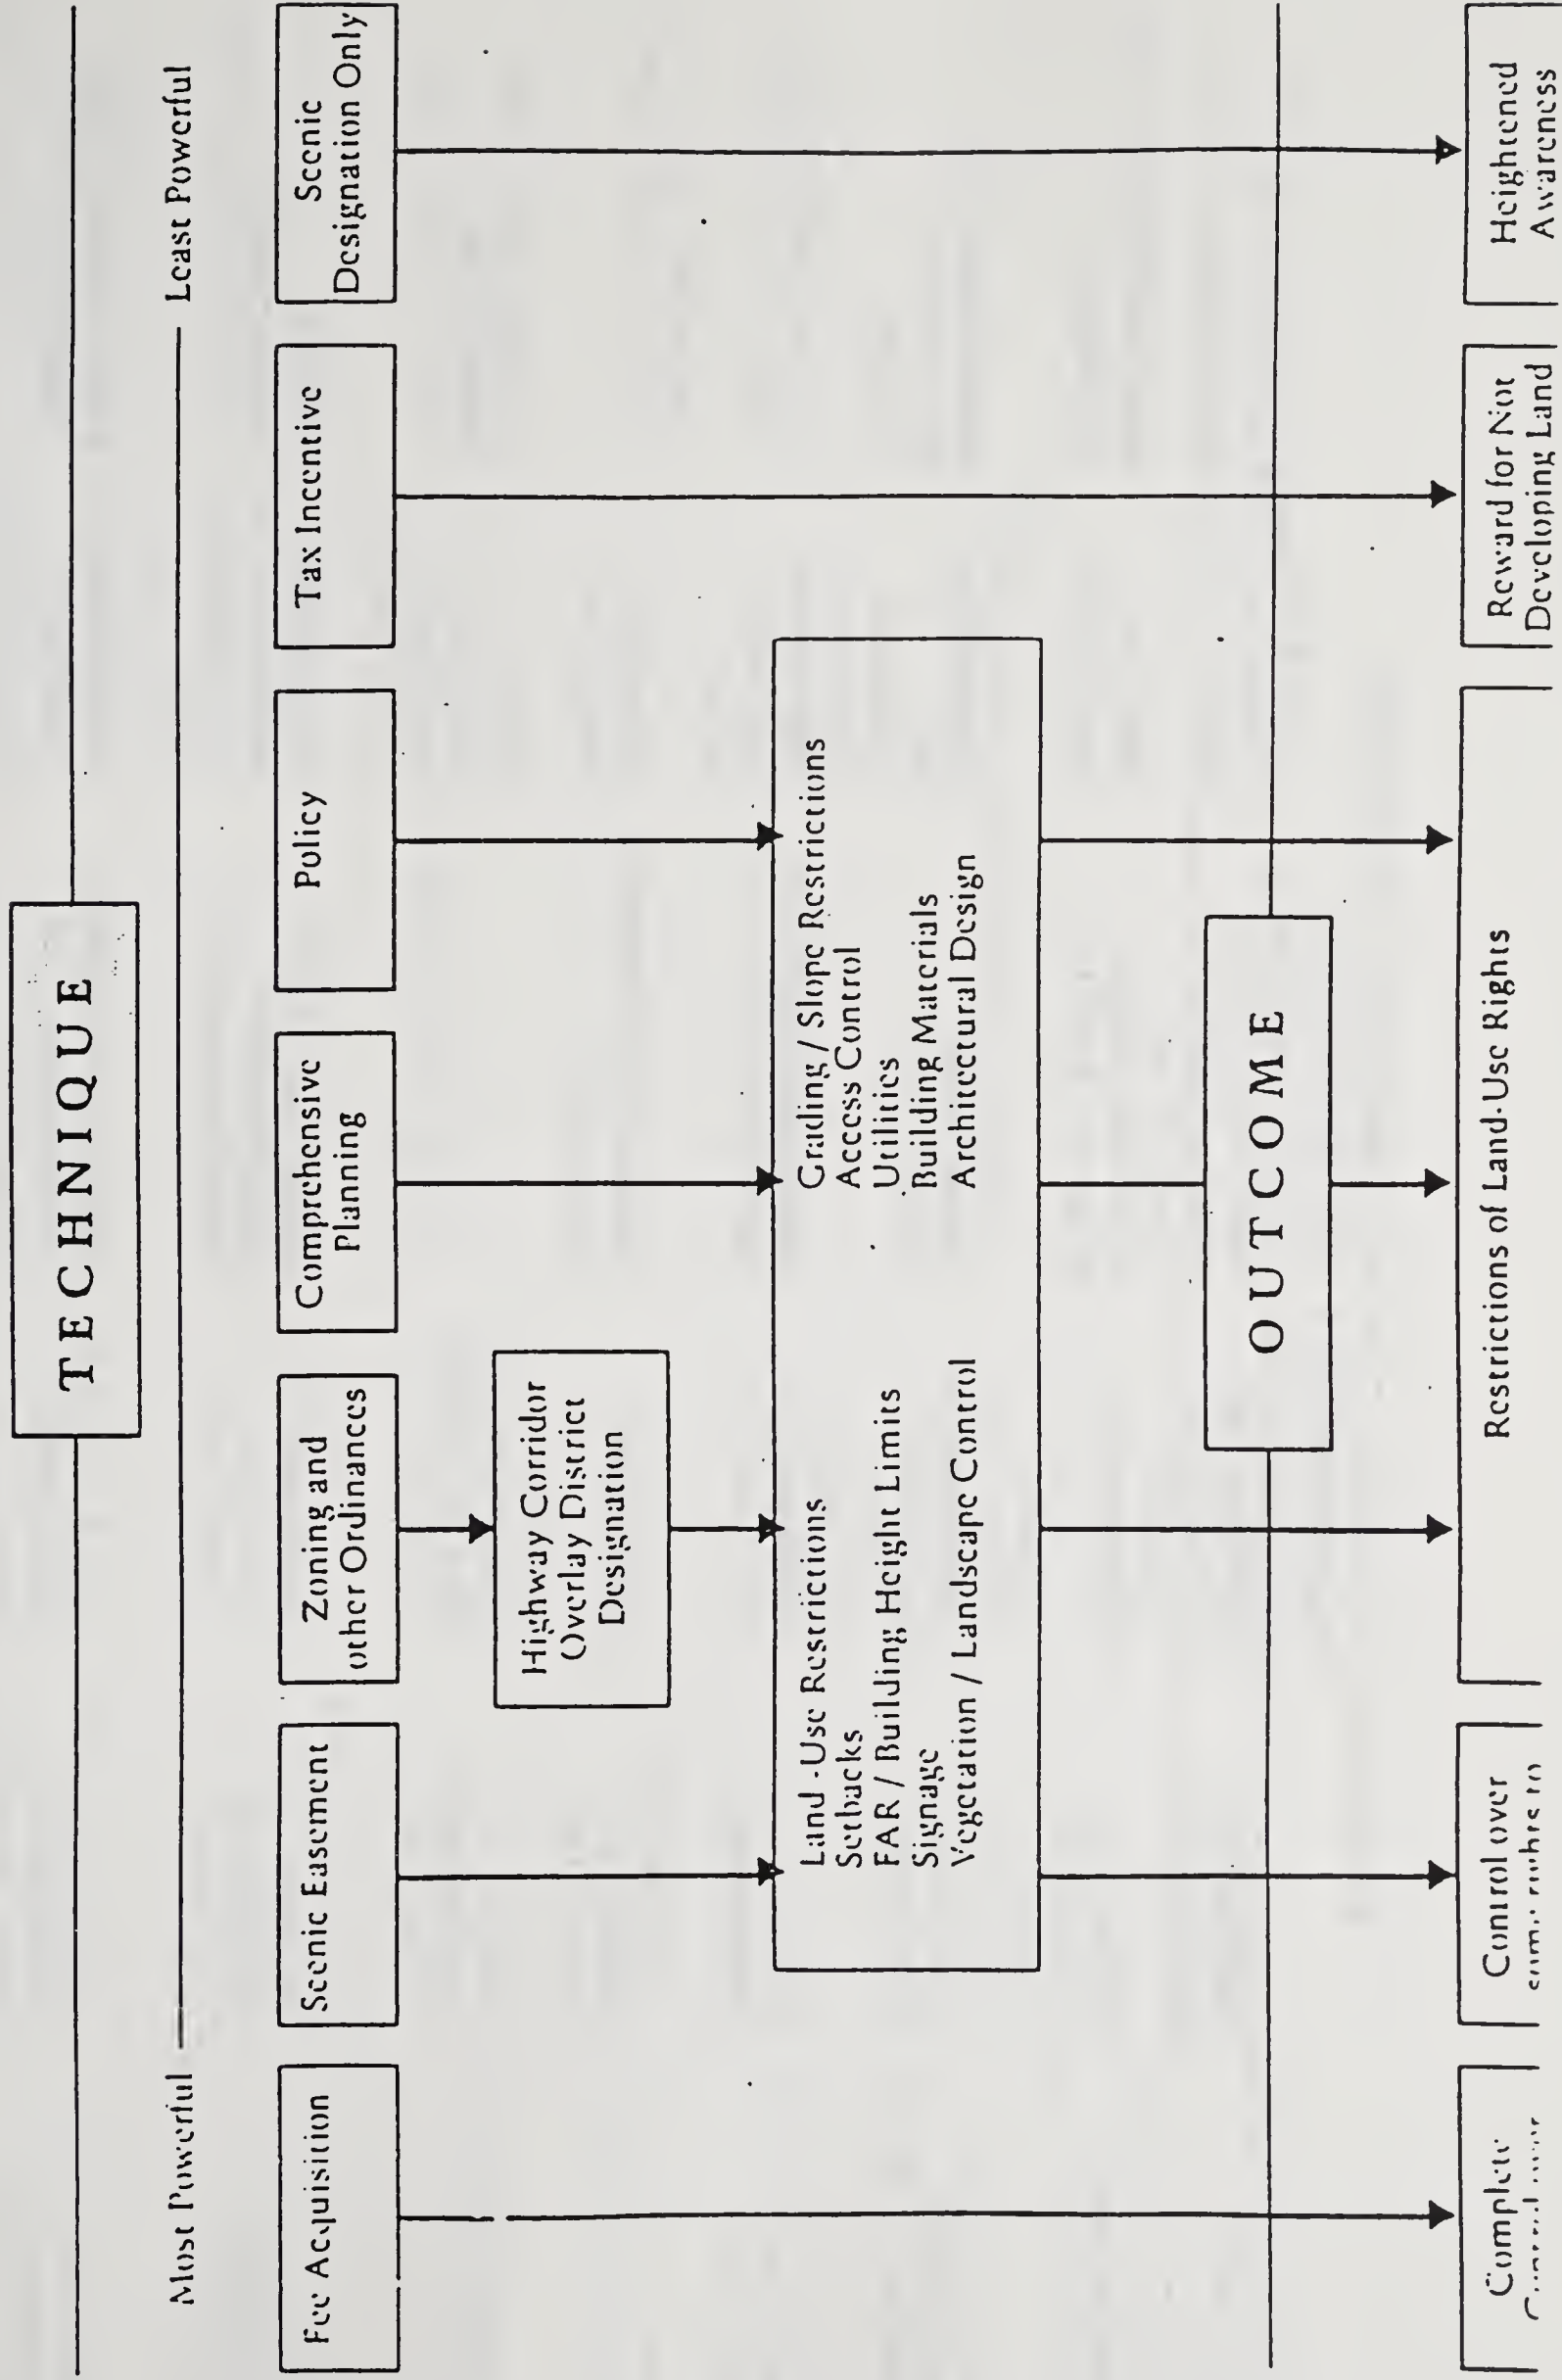 TECHNIQUE
Most Powerful
Least Powerful
Fee Acquisition
Scenic Easement
Zoning and
other Ordinances
Comprehensive
Planning
Policy
Tax Incentive
Scenic
Designation Only
Highway Corridor
Overlay District
Designation
Land-Use Restrictions
Setbacks
FAR / Building Height Limits
Signage
Vegetation / Landscape Control
Grading / Slope Restrictions
Access Control
Utilities
Building Materials
Architectural Design
OUTCOME
Complete
Control over
Restrictions of Land-Use Rights
Reward for Not
Developing Land
Heightened
Awareness